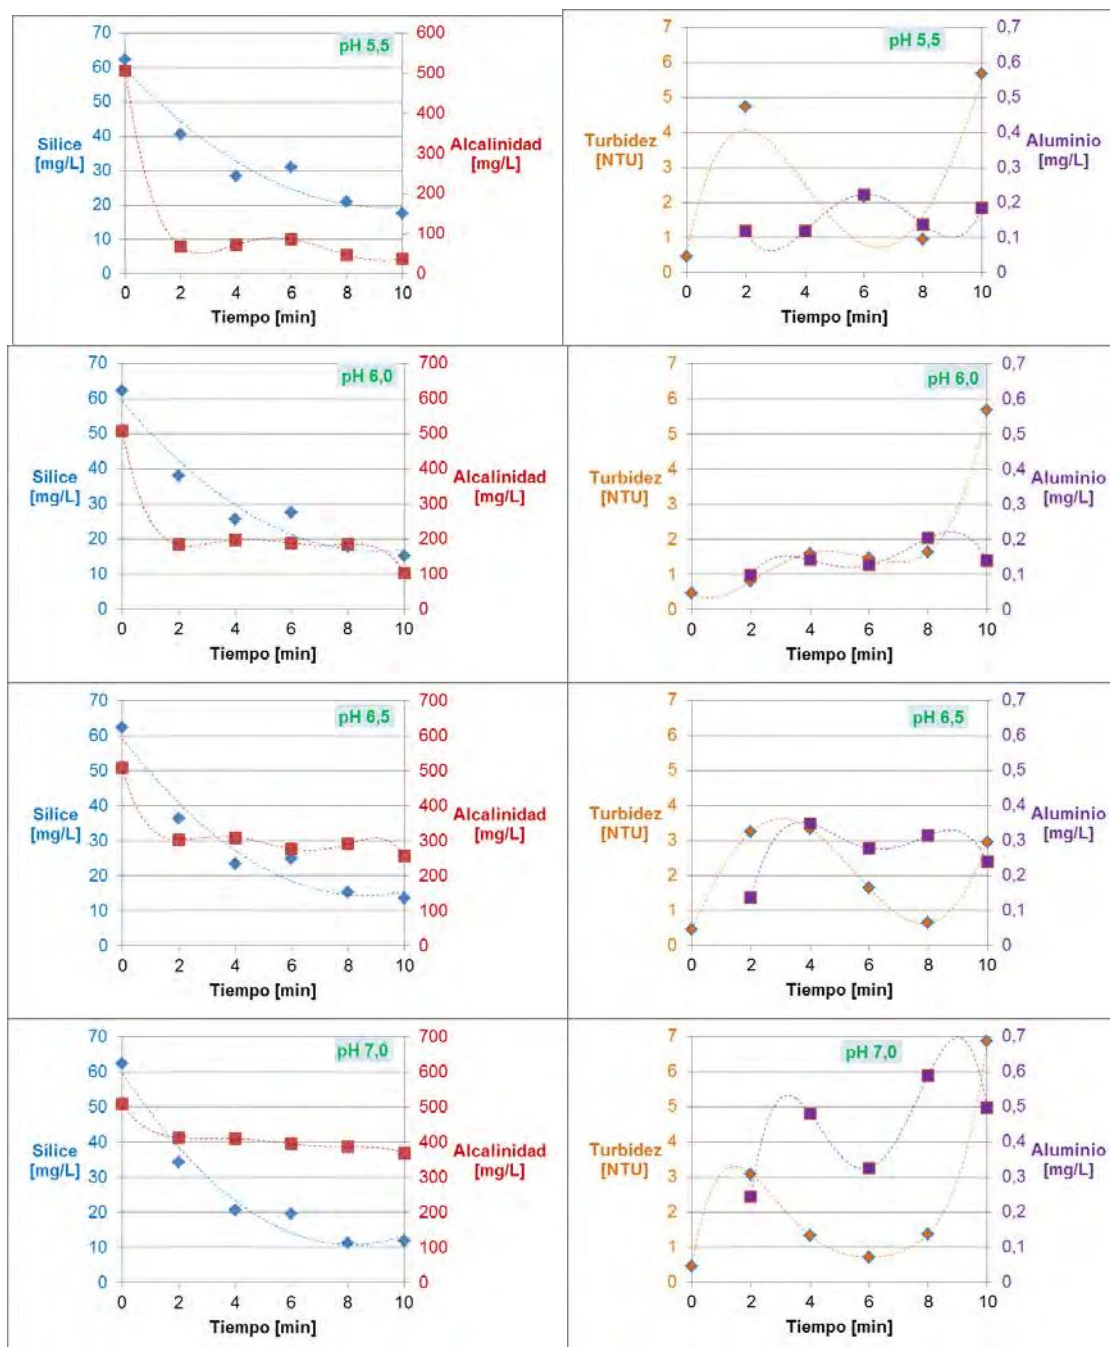 70
60
50
40
30
20
10
0
Sílice
[mg/L]
pH 5,5
600
500
400
300
200
100
0
Alcalinidad
[mg/L]
0 2 4 6 8 10
Tiempo [min]
7
6
5
4
3
2
1
0
Turbidez
[NTU]
pH 5,5
0,7
0,6
0,5
0,4
0,3
0,2
0,1
0
Aluminio
[mg/L]
0 2 4 6 8 10
Tiempo [min]
70
60
50
40
30
20
10
0
Sílice
[mg/L]
pH 6,0
700
600
500
400
300
200
100
0
Alcalinidad
[mg/L]
0 2 4 6 8 10
Tiempo [min]
7
6
5
4
3
2
1
0
Turbidez
[NTU]
pH 6,0
0,7
0,6
0,5
0,4
0,3
0,2
0,1
0
Aluminio
[mg/L]
0 2 4 6 8 10
Tiempo [min]
70
60
50
40
30
20
10
0
Sílice
[mg/L]
pH 6,5
700
600
500
400
300
200
100
0
Alcalinidad
[mg/L]
0 2 4 6 8 10
Tiempo [min]
7
6
5
4
3
2
1
0
Turbidez
[NTU]
pH 6,5
0,7
0,6
0,5
0,4
0,3
0,2
0,1
0
Aluminio
[mg/L]
0 2 4 6 8 10
Tiempo [min]
70
60
50
40
30
20
10
0
Sílice
[mg/L]
pH 7,0
700
600
500
400
300
200
100
0
Alcalinidad
[mg/L]
0 2 4 6 8 10
Tiempo [min]
7
6
5
4
3
2
1
0
Turbidez
[NTU]
pH 7,0
0,7
0,6
0,5
0,4
0,3
0,2
0,1
0
Aluminio
[mg/L]
0 2 4 6 8 10
Tiempo [min]